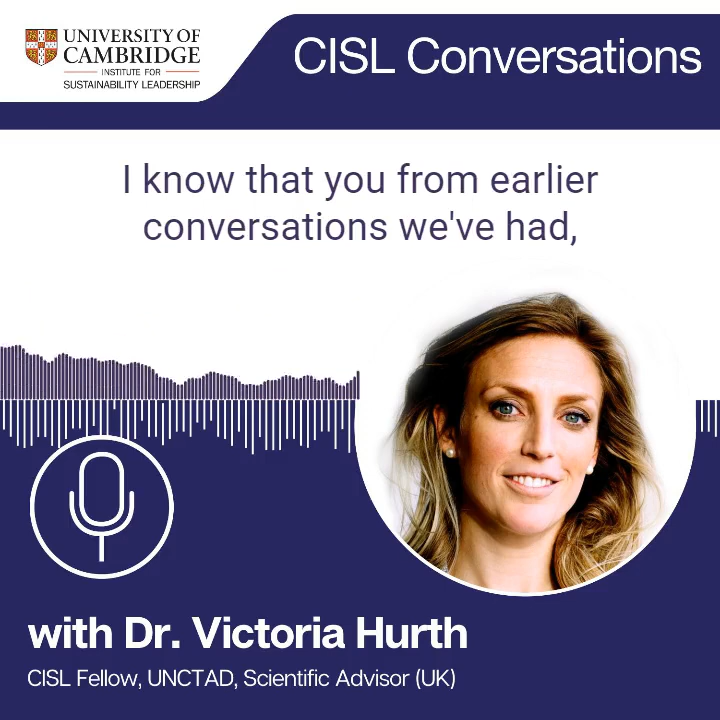 UNIVERSITY OF
CAMBRIDGE
INSTITUTE FOR
SUSTAINABILITY LEADERSHIP
CISL Conversations
I know that you from earlier
conversations we've had,
with Dr. Victoria Hurth
CISL Fellow, UNCTAD, Scientific Advisor (UK)